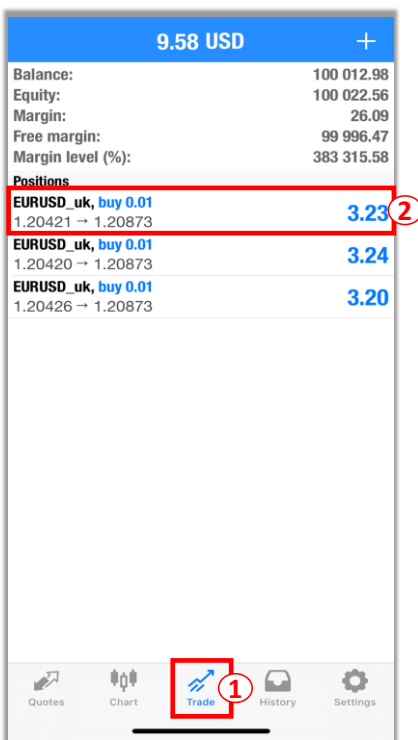 9.58 USD +
Balance: 100 012.98
Equity: 100 022.56
Margin: 26.09
Free margin: 99 996.47
Margin level (%): 383 315.58
Positions
EURUSD_uk, buy 0.01
1.20421 → 1.20873 3.23 2
EURUSD_uk, buy 0.01
1.20420 → 1.20873 3.24
EURUSD_uk, buy 0.01
1.20426 → 1.20873 3.20
1
Quotes Chart Trade History Settings